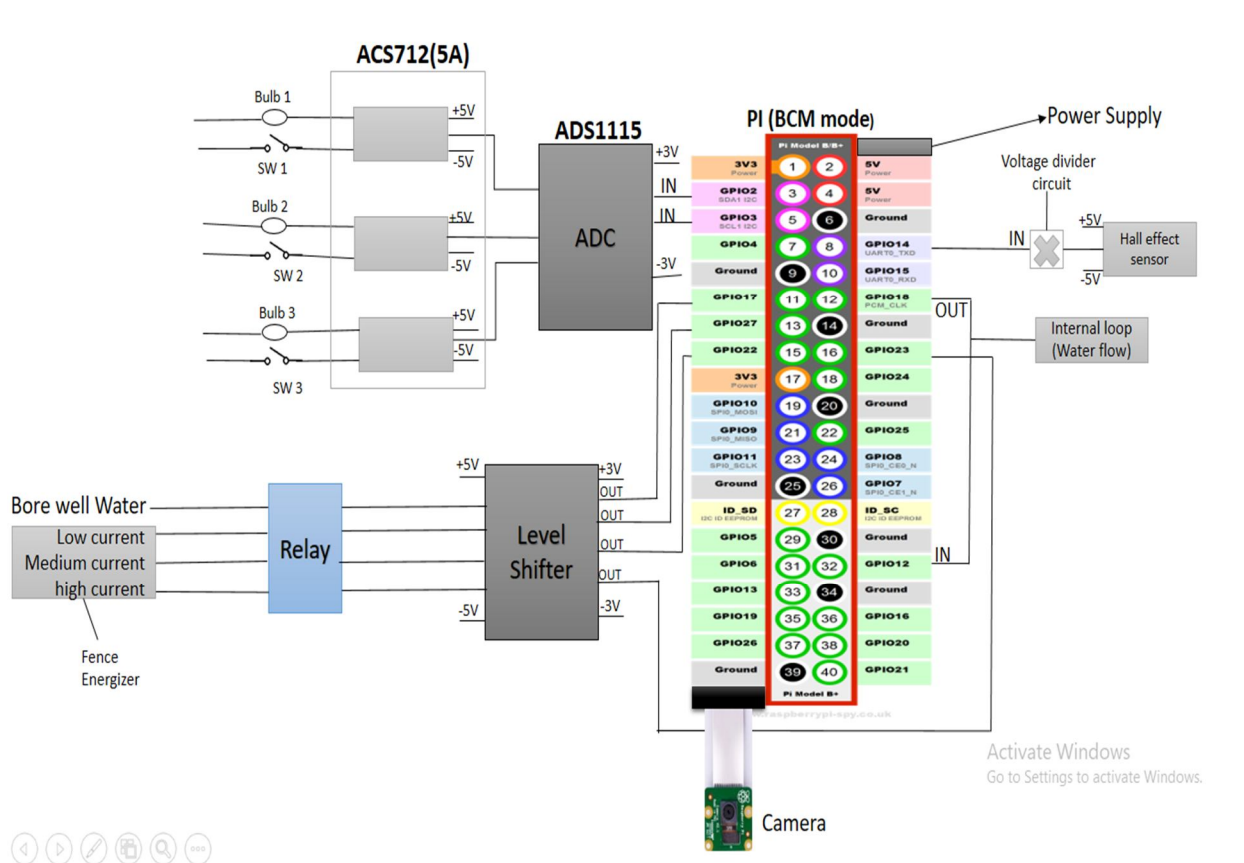 ACS712(5A)
Bulb 1
+5V
SW 1
-5V
Bulb 2
+5V
SW 2
-5V
Bulb 3
+5V
SW 3
-5V
ADS1115
ADC
+3V
IN
IN
-3V
PI (BCM mode)
Power Supply
Pi Model B/B+
3V3
Power
1
2
5V
Power
GPIO2
SDA1 I2C
3
4
5V
Power
GPIO3
SCL1 I2C
5
6
Ground
GPIO4
7
8
GPIO14
UART0_TXD
Ground
9
10
GPIO15
UART0_RXD
GPIO17
11
12
GPIO18
PCM_CLK
GPIO27
13
14
Ground
GPIO22
15
16
GPIO23
3V3
Power
17
18
GPIO24
GPIO10
SPI0_MOSI
19
20
Ground
GPIO9
SPI0_MISO
21
22
GPIO25
GPIO11
SPI0_SCLK
23
24
GPIO8
SPI0_CE0_N
Ground
25
26
GPIO7
SPI0_CE1_N
ID_SD
I2C ID EEPROM
27
28
ID_SC
I2C ID EEPROM
GPIO5
29
30
Ground
GPIO6
31
32
GPIO12
GPIO13
33
34
Ground
GPIO19
35
36
GPIO16
GPIO26
37
38
GPIO20
Ground
39
40
GPIO21
Pi Model B+
Voltage divider
circuit
IN
+5V
-5V
Hall effect
sensor
OUT
Internal loop
(Water flow)
IN
+5V
-5V
Level
Shifter
+3V
OUT
OUT
OUT
OUT
-3V
Relay
Bore well Water
Low current
Medium current
high current
Fence
Energizer
Camera
Activate Windows
Go to Settings to activate Windows.